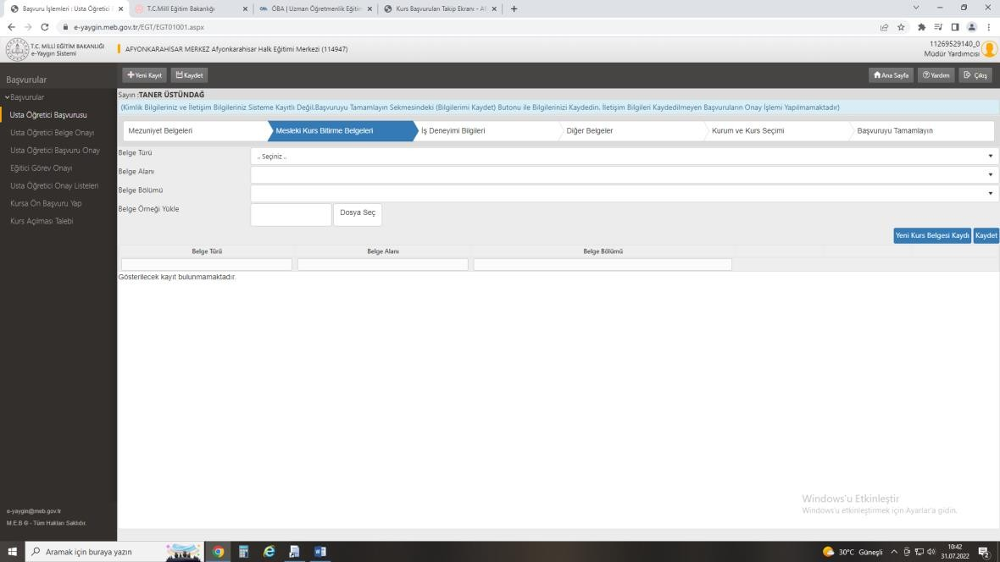 Başvuru İşlemleri : Usta Öğretici
T.C.Millî Eğitim Bakanlığı
ÖBA | Uzman Öğretmenlik Eğitim
Kurs Başvuruları Takip Ekranı - Af
e-yaygin.meb.gov.tr/EGT/EGT01001.aspx
T.C. MİLLİ EĞİTİM BAKANLIĞI
e-Yaygın Sistemi
AFYONKARAHİSAR MERKEZ Afyonkarahisar Halk Eğitimi Merkezi (114947)
11269529140_0
Müdür Yardımcısı
Başvurular
Yeni Kayıt
Kaydet
Ana Sayfa
Yardım
Çıkış
Başvurular
Usta Öğretici Başvurusu
Usta Öğretici Belge Onayı
Usta Öğretici Başvuru Onay
Eğitici Görev Onayı
Usta Öğretici Onay Listeleri
Kursa Ön Başvuru Yap
Kurs Açılması Talebi
Sayın :TANER ÜSTÜNDAĞ
(Kimlik Bilgileriniz ve İletişim Bilgileriniz Sisteme Kayıtlı Değil.Başvuruyu Tamamlayın Sekmesindeki (Bilgilerimi Kaydet) Butonu ile Bilgilerinizi Kaydedin. İletişim Bilgileri Kaydedilmeyen Başvuruların Onay İşlemi Yapılmamaktadır)
Mezuniyet Belgeleri
Mesleki Kurs Bitirme Belgeleri
İş Deneyimi Bilgileri
Diğer Belgeler
Kurum ve Kurs Seçimi
Başvuruyu Tamamlayın
Belge Türü
.. Seçiniz ..
Belge Alanı
Belge Bölümü
Belge Örneği Yükle
Dosya Seç
Yeni Kurs Belgesi Kaydı
Kaydet
Belge Türü
Belge Alanı
Belge Bölümü
Gösterilecek kayıt bulunmamaktadır.
e-yaygin@meb.gov.tr
M.E.B © - Tüm Hakları Saklıdır.
Windows'u Etkinleştir
Windows'u etkinleştirmek için Ayarlar'a gidin.
Aramak için buraya yazın
30°C Güneşli
10:42
31.07.2022
2